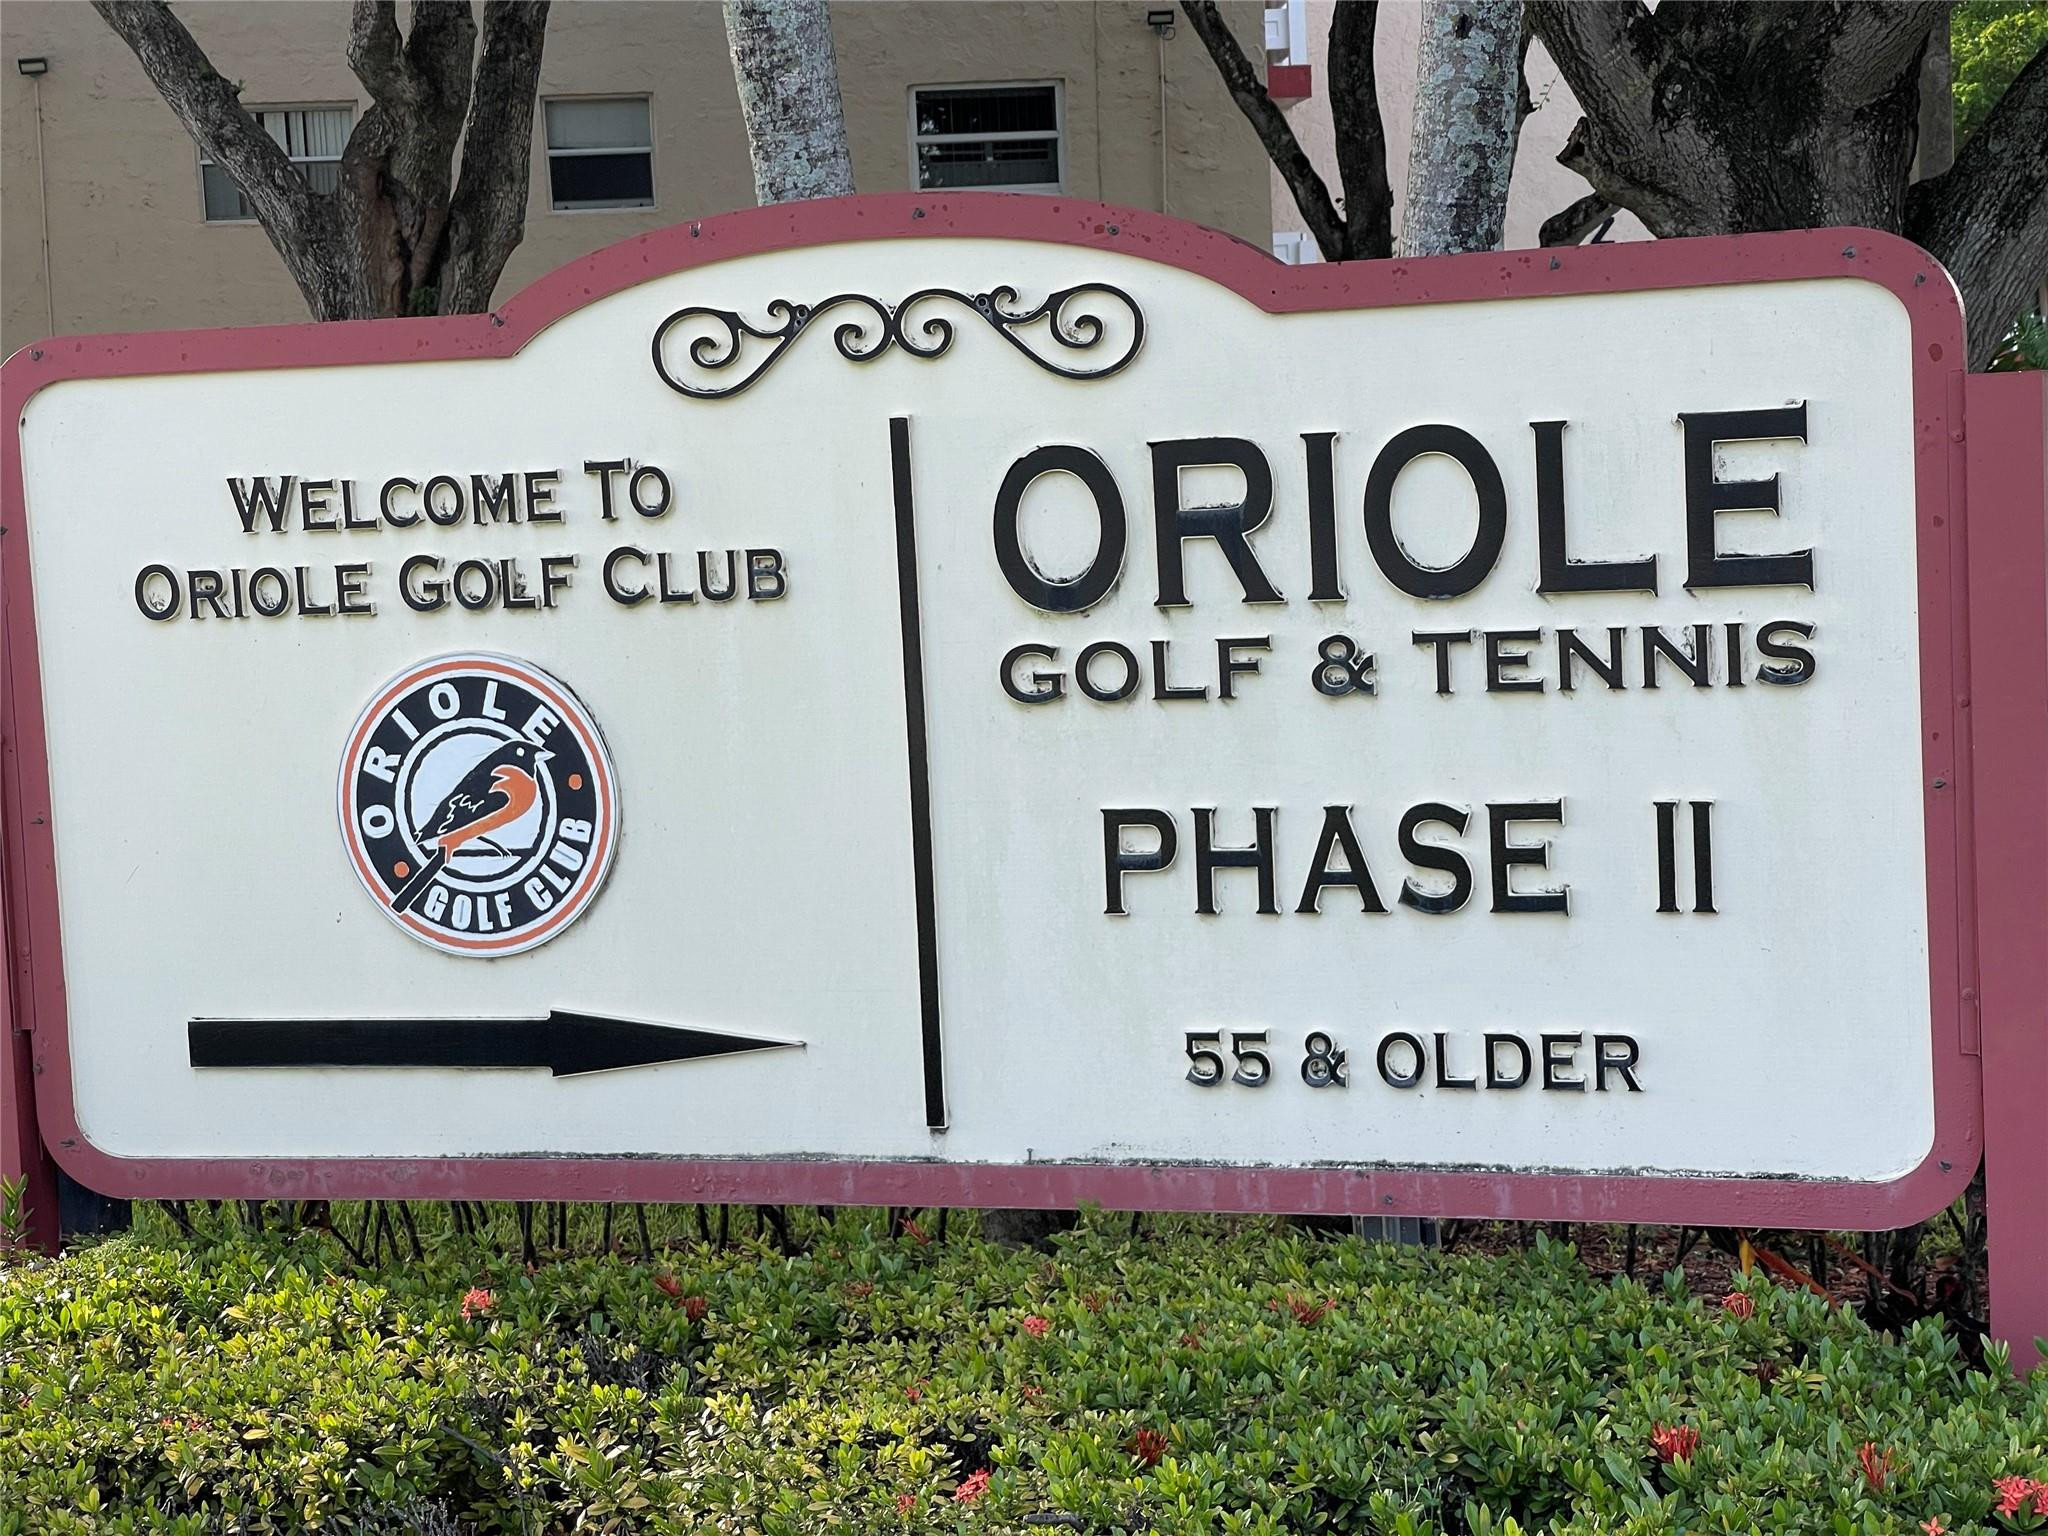 WELCOME TO
ORIOLE GOLF CLUB
ORIOLE
GOLF CLUB
ORIOLE
GOLF & TENNIS
PHASE II
55 & OLDER